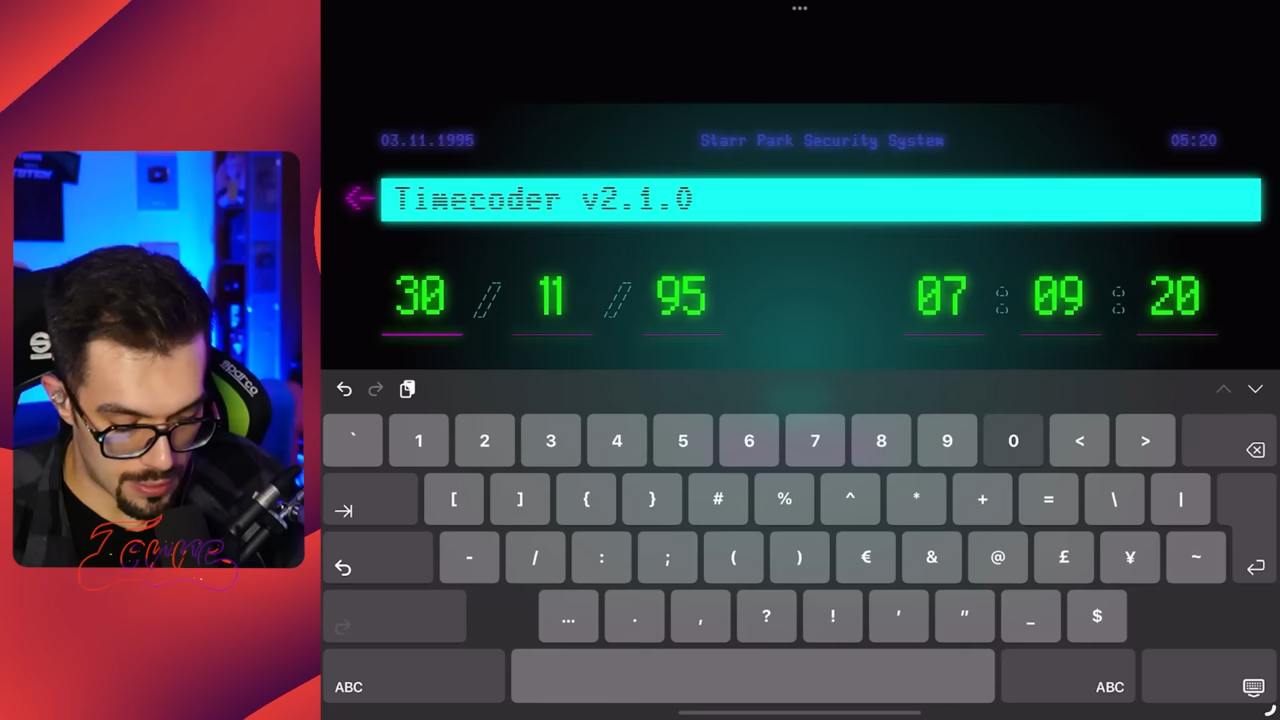 03.11.1995 Starr Park Security System 05:20
<- Timecoder v2.1.0
30 // 11 // 95 07 : 09 : 20
` 1 2 3 4 5 6 7 8 9 0 < >
[ ] { } # % ^ * + = \ |
- / : ; ( ) € & @ £ ¥ ~
... . , ? ! ' " _ $
ABC ABC
sparco
S